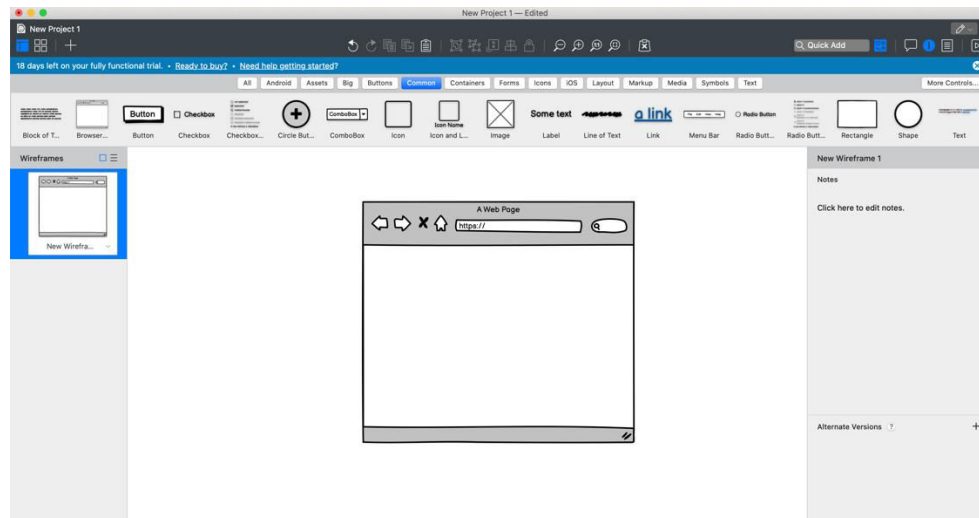 New Project 1 — Edited
New Project 1
Quick Add
18 days left on your fully functional trial. • Ready to buy? • Need help getting started?
All Android Assets Big Buttons Common Containers Forms Icons iOS Layout Markup Media Symbols Text More Controls...
Button Checkbox ComboBox Icon Name Some text a link Radio Button
Block of T... Browser... Button Checkbox Checkbox... Circle But... ComboBox Icon Icon and L... Image Label Line of Text Link Menu Bar Radio Butt... Radio Butt... Rectangle Shape Text
Wireframes
New Wirefra...
A Web Page
https://
New Wireframe 1
Notes
Click here to edit notes.
Alternate Versions ?